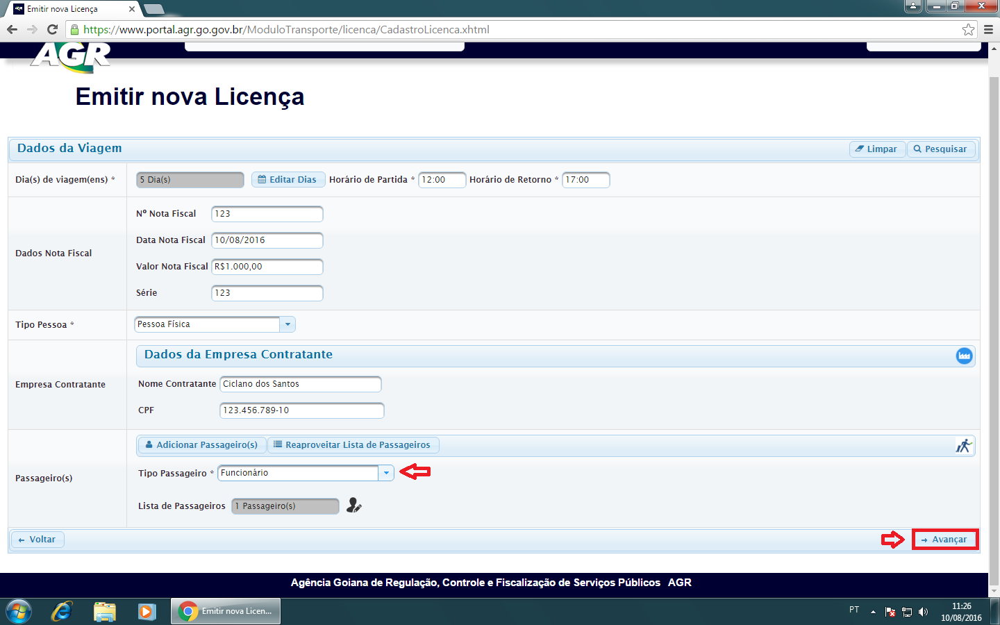 Emitir nova Licença
https://www.portal.agr.go.gov.br/ModuloTransporte/licenca/CadastroLicenca.xhtml
AGR
Emitir nova Licença
Dados da Viagem
Limpar
Pesquisar
Dia(s) de viagem(ens) *
5 Dia(s)
Editar Dias
Horário de Partida *
12:00
Horário de Retorno *
17:00
Dados Nota Fiscal
Nº Nota Fiscal
123
Data Nota Fiscal
10/08/2016
Valor Nota Fiscal
R$1.000,00
Série
123
Tipo Pessoa *
Pessoa Física
Empresa Contratante
Dados da Empresa Contratante
Nome Contratante
Ciclano dos Santos
CPF
123.456.789-10
Passageiro(s)
Adicionar Passageiro(s)
Reaproveitar Lista de Passageiros
Tipo Passageiro *
Funcionário
Lista de Passageiros
1 Passageiro(s)
Voltar
Avançar
Agência Goiana de Regulação, Controle e Fiscalização de Serviços Públicos AGR
Emitir nova Licen...
PT
11:26
10/08/2016